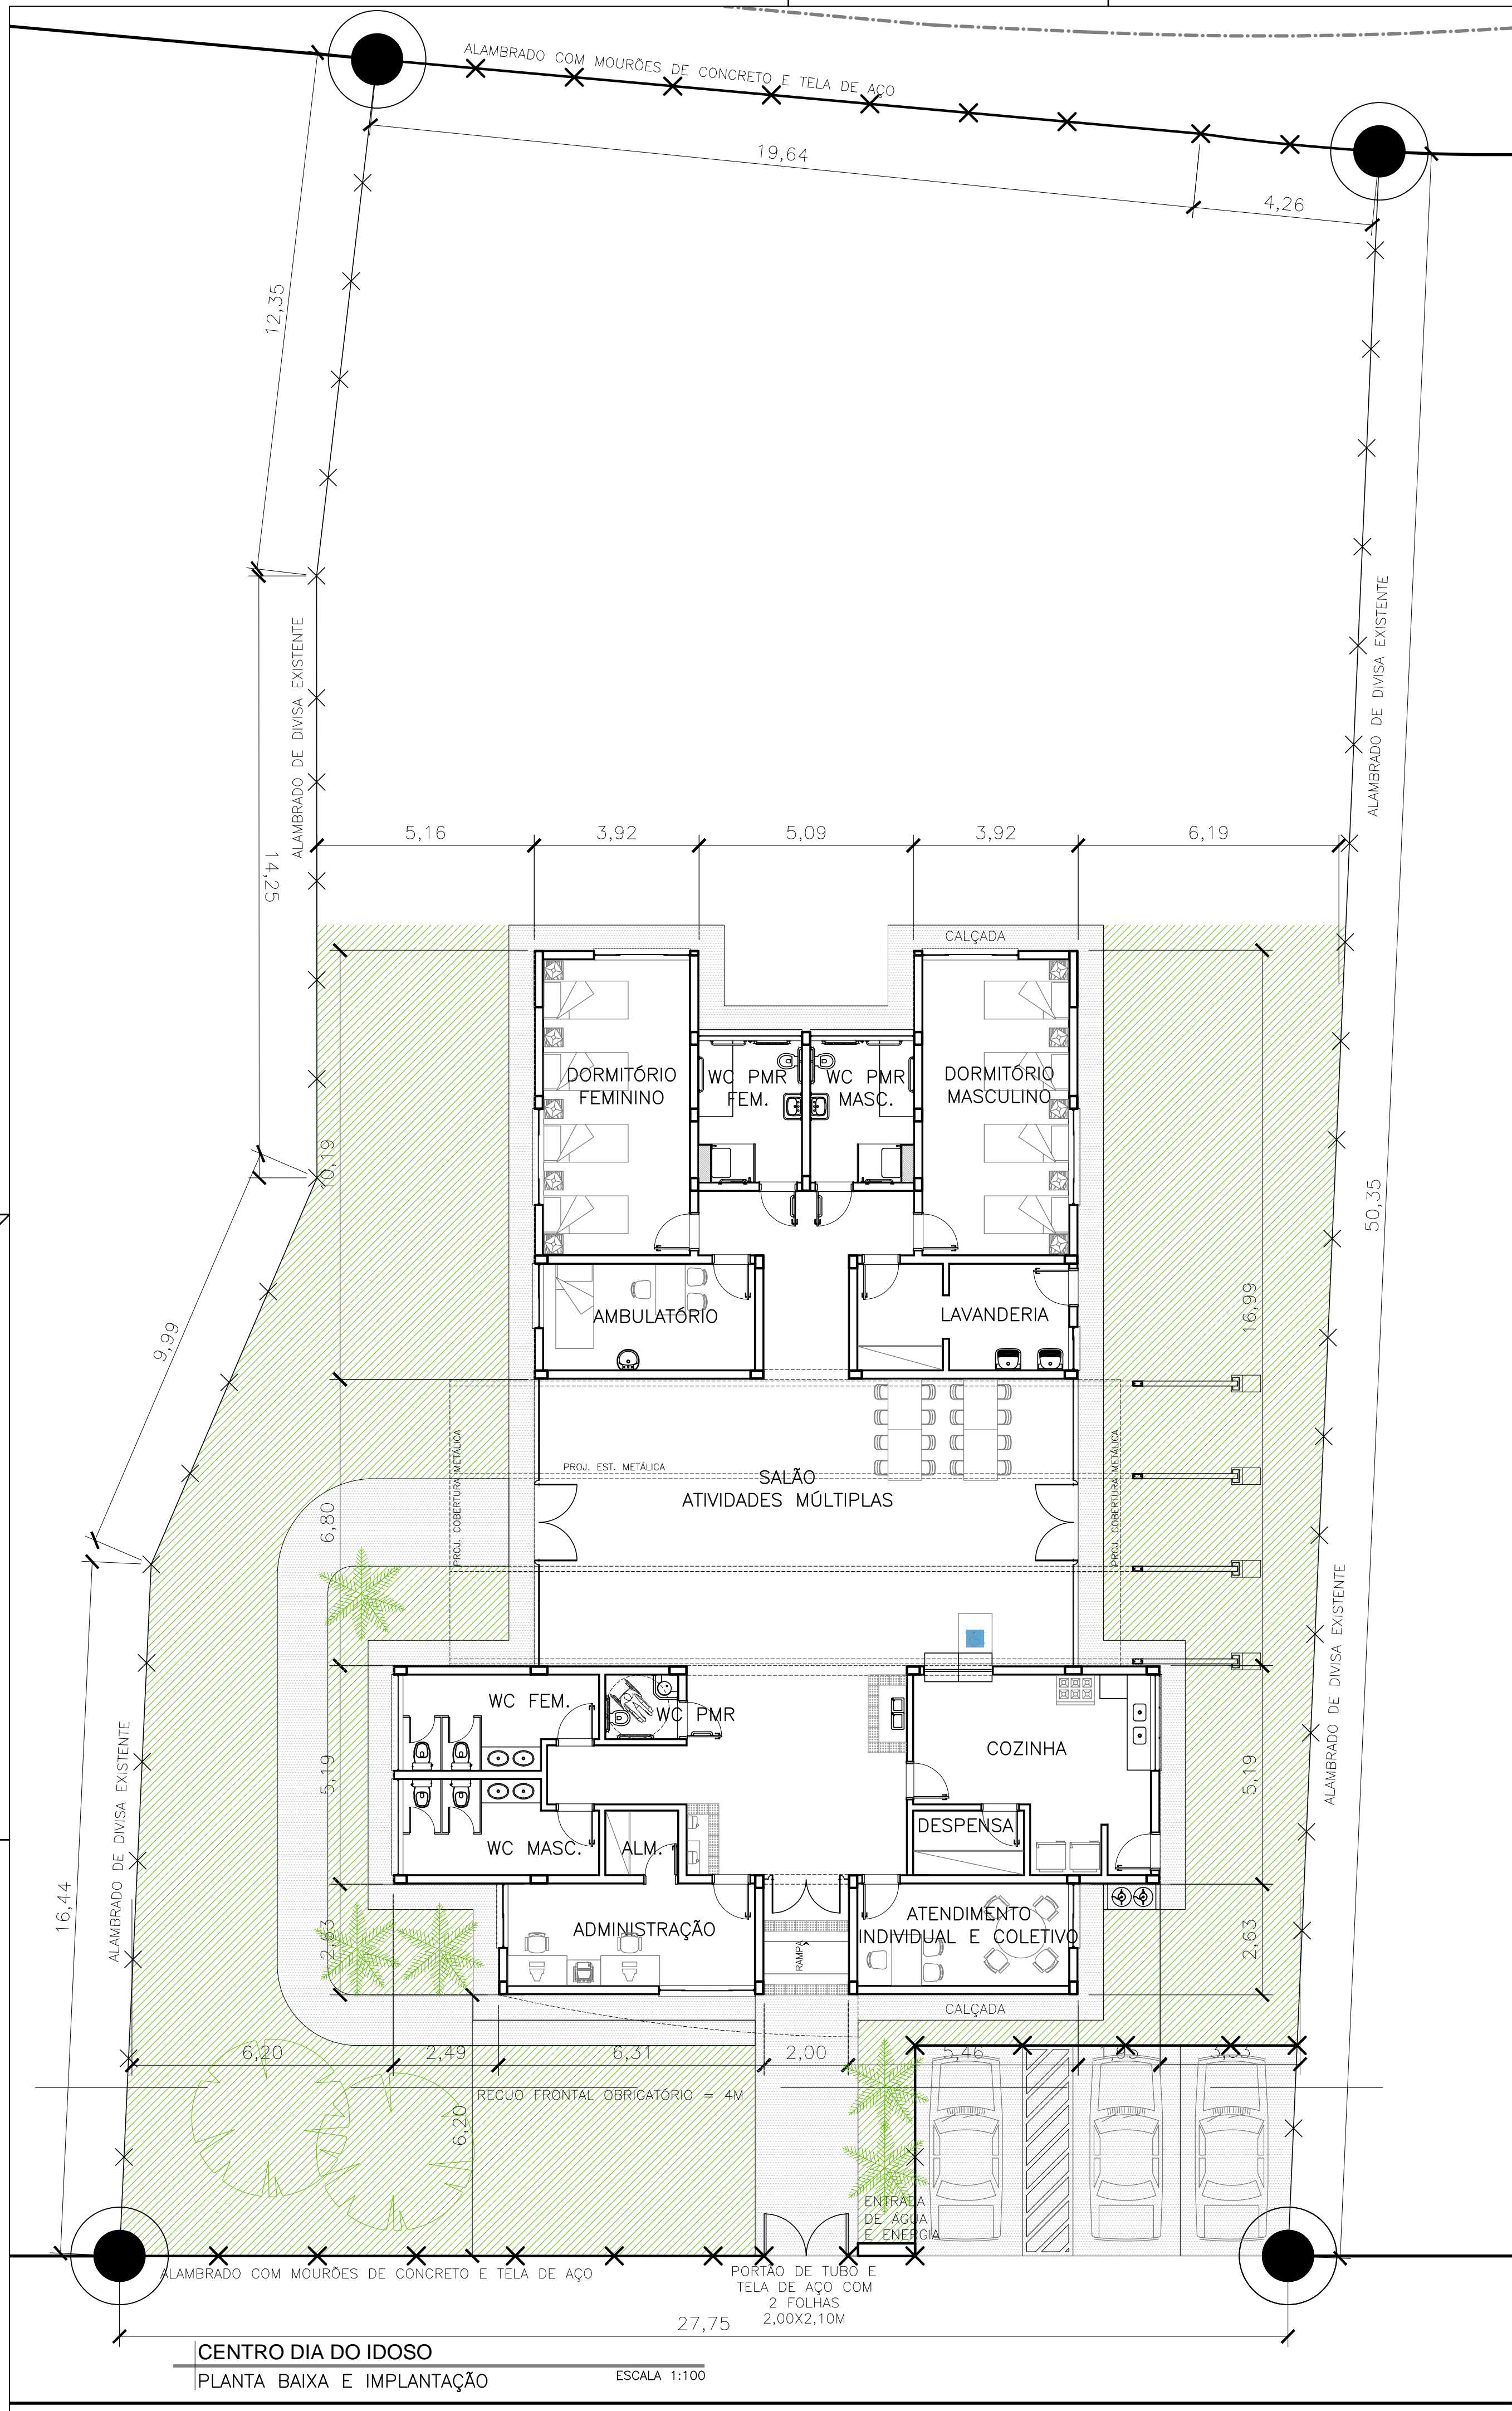 ALAMBRADO COM MOURÕES DE CONCRETO E TELA DE AÇO
19,64
4,26
12,35
ALAMBRADO DE DIVISA EXISTENTE
ALAMBRADO DE DIVISA EXISTENTE
14,25
5,16
3,92
5,09
3,92
6,19
CALÇADA
DORMITÓRIO
FEMININO
WC PMR
FEM.
WC PMR
MASC.
DORMITÓRIO
MASCULINO
10,19
50,35
16,99
9,99
AMBULATÓRIO
LAVANDERIA
PROJ. COBERTURA METÁLICA
PROJ. EST. METÁLICA
SALÃO
ATIVIDADES MÚLTIPLAS
PROJ. COBERTURA METÁLICA
6,80
ALAMBRADO DE DIVISA EXISTENTE
WC FEM.
WC PMR
COZINHA
5,19
5,19
ALAMBRADO DE DIVISA EXISTENTE
DESPENSA
WC MASC.
ALM.
16,44
ADMINISTRAÇÃO
RAMPA
ATENDIMENTO
INDIVIDUAL E COLETIVO
2,63
2,63
CALÇADA
6,20
2,49
6,31
2,00
5,46
1,95
3,33
RECUO FRONTAL OBRIGATÓRIO = 4M
6,20
ENTRADA
DE ÁGUA
E ENERGIA
ALAMBRADO COM MOURÕES DE CONCRETO E TELA DE AÇO
PORTÃO DE TUBO E
TELA DE AÇO COM
2 FOLHAS
2,00X2,10M
27,75
CENTRO DIA DO IDOSO
PLANTA BAIXA E IMPLANTAÇÃO
ESCALA 1:100